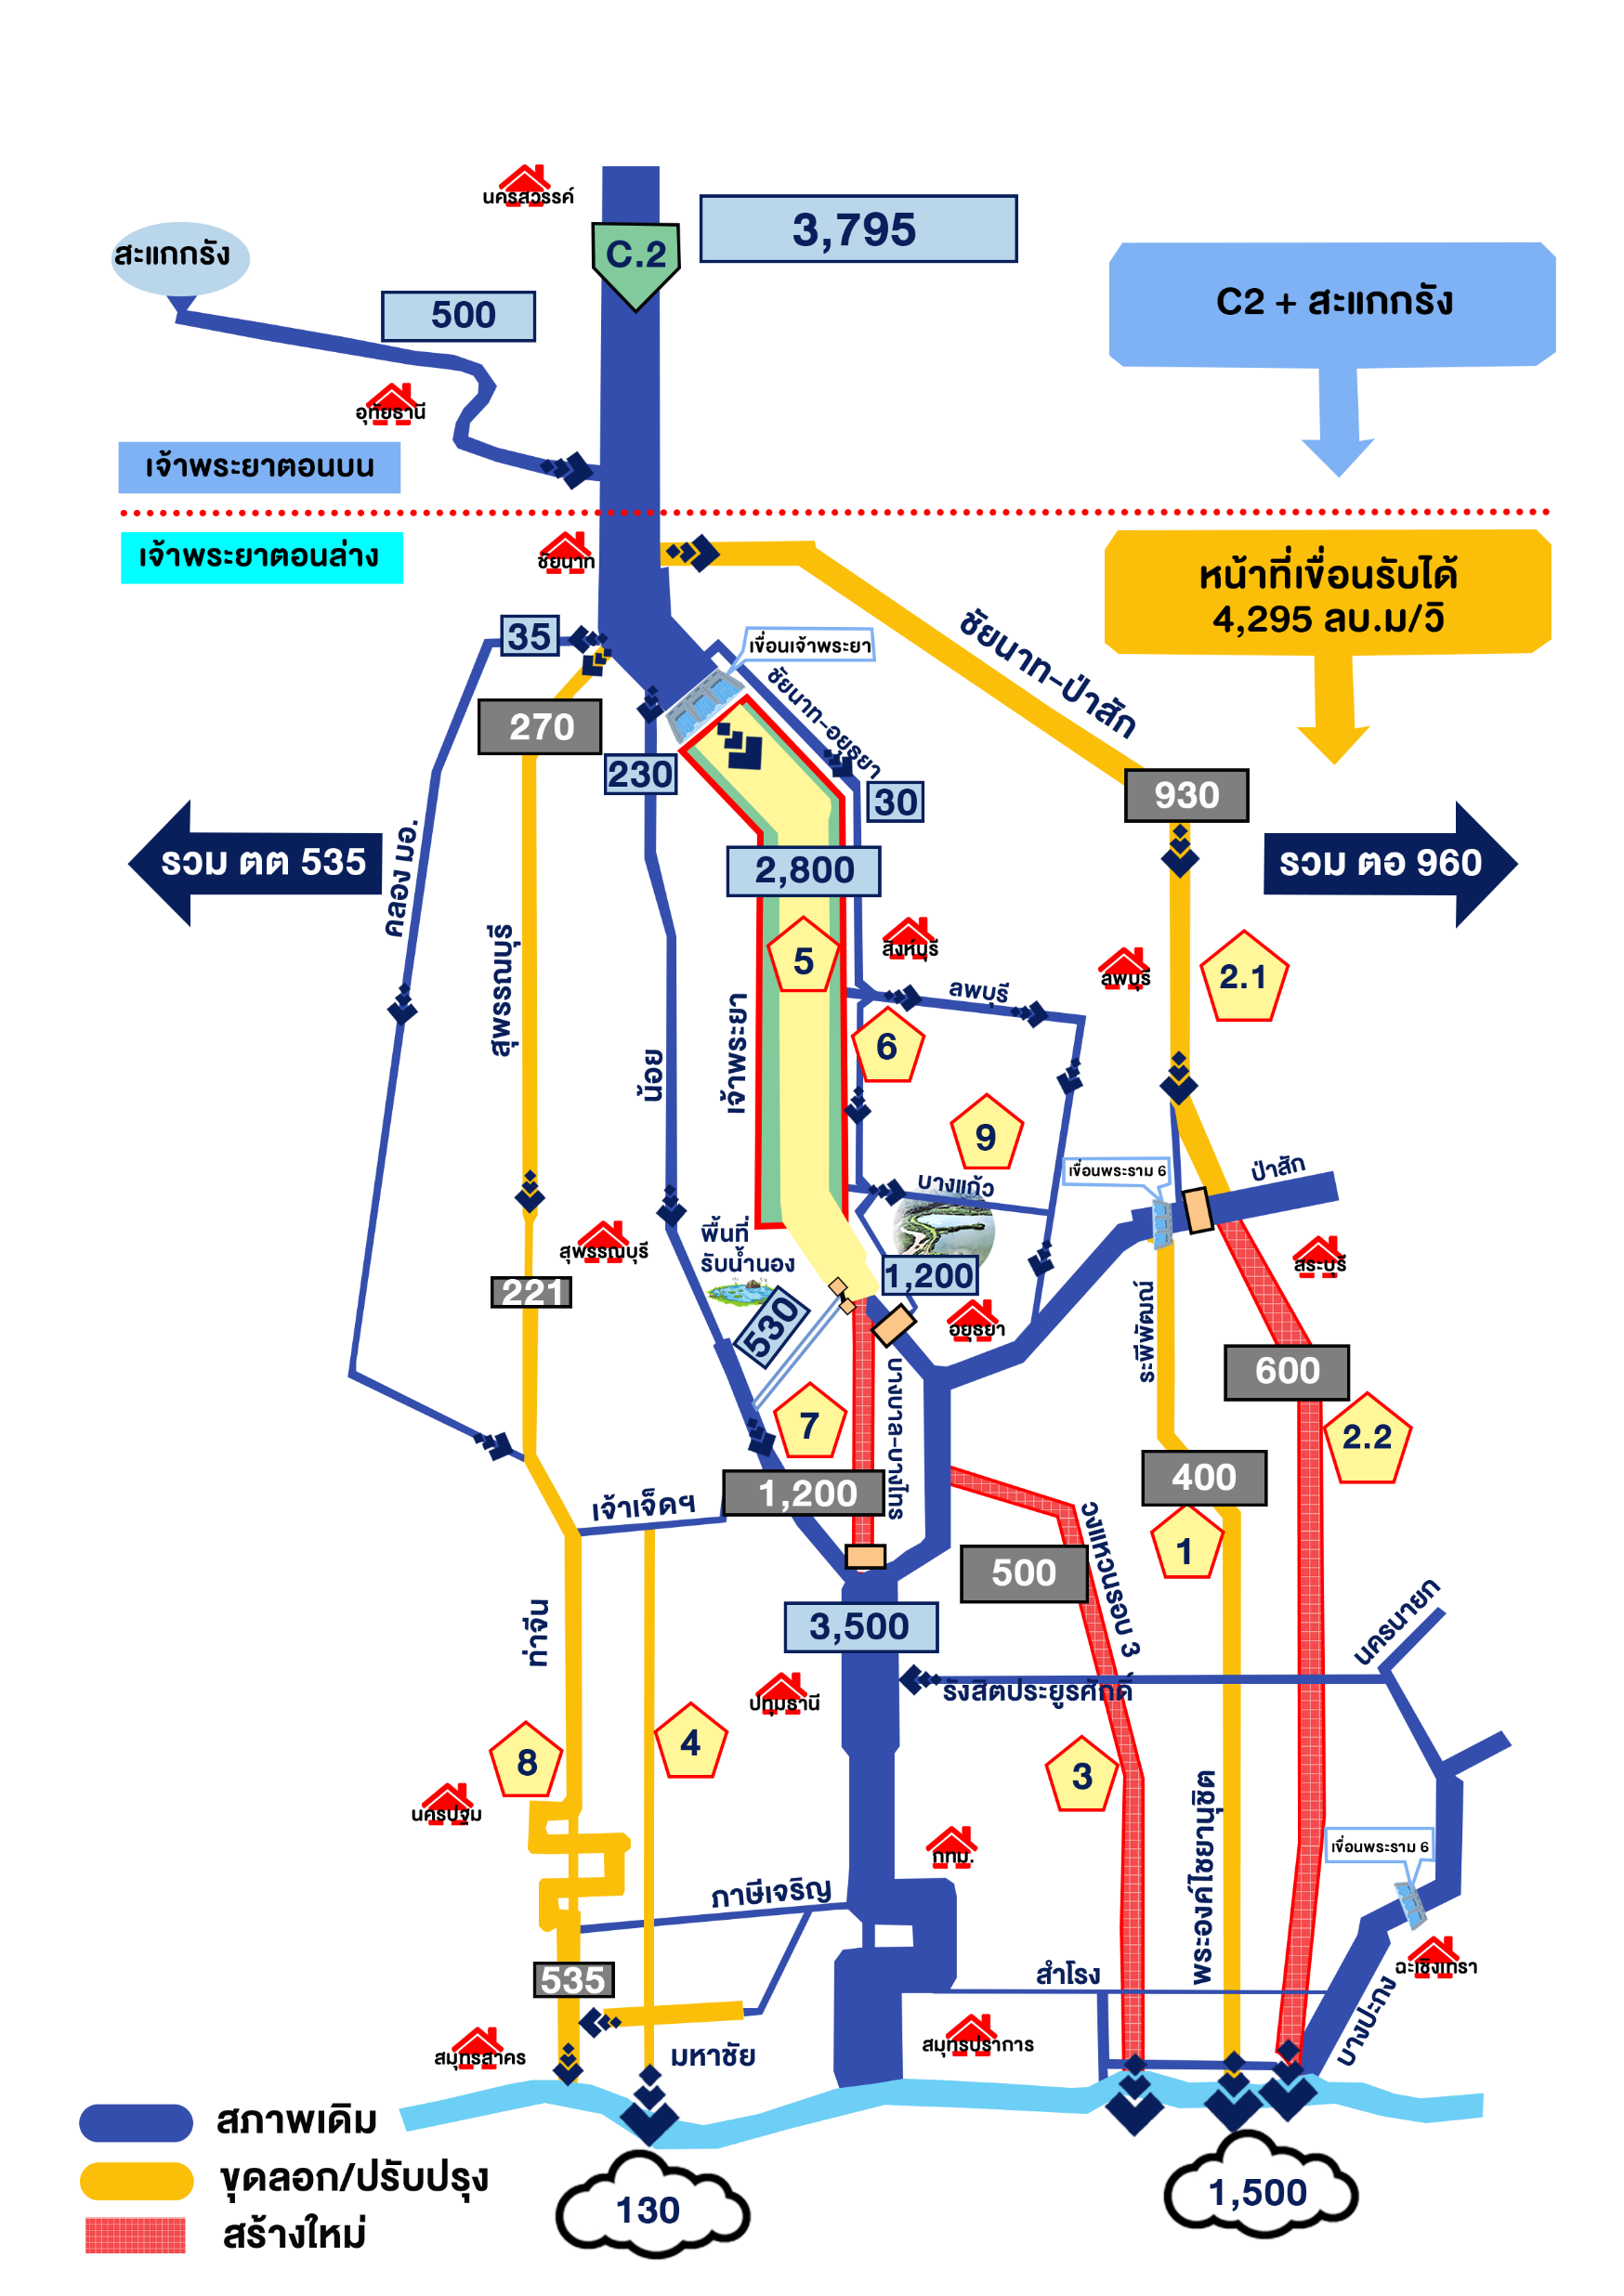 นครสวรรค์
3,795
C.2
สะแกกรัง
500
C2 + สะแกกรัง
อุทัยธานี
เจ้าพระยาตอนบน
เจ้าพระยาตอนล่าง
ชัยนาท
หน้าที่เขื่อนรับได้
4,295 ลบ.ม/วิ
35
เขื่อนเจ้าพระยา
ชัยนาท-ป่าสัก
ชัยนาท-อยุธยา
270
230
30
930
รวม ตต 535
คลอง มอ.
2,800
รวม ตอ 960
สุพรรณบุรี
5
สิงห์บุรี
ลพบุรี
2.1
น้อย
เจ้าพระยา
ลพบุรี
6
9
เขื่อนพระราม 6
ป่าสัก
บางแก้ว
สุพรรณบุรี
พื้นที่
รับน้ำนอง
1,200
สระบุรี
221
530
อยุธยา
ระพีพัฒน์
600
บางบาล-บางไทร
7
2.2
400
1,200
เจ้าเจ็ดฯ
1
500
วงแหวนรอบ 3
ท่าจีน
3,500
นครนายก
รังสิตประยูรศักดิ์
ปทุมธานี
4
8
3
พระองค์ไชยานุชิต
นครปฐม
กทม.
เขื่อนพระราม 6
ภาษีเจริญ
535
สำโรง
ฉะเชิงเทรา
บางปะกง
สมุทรสาคร
มหาชัย
สมุทรปราการ
สภาพเดิม
ขุดลอก/ปรับปรุง
สร้างใหม่
130
1,500